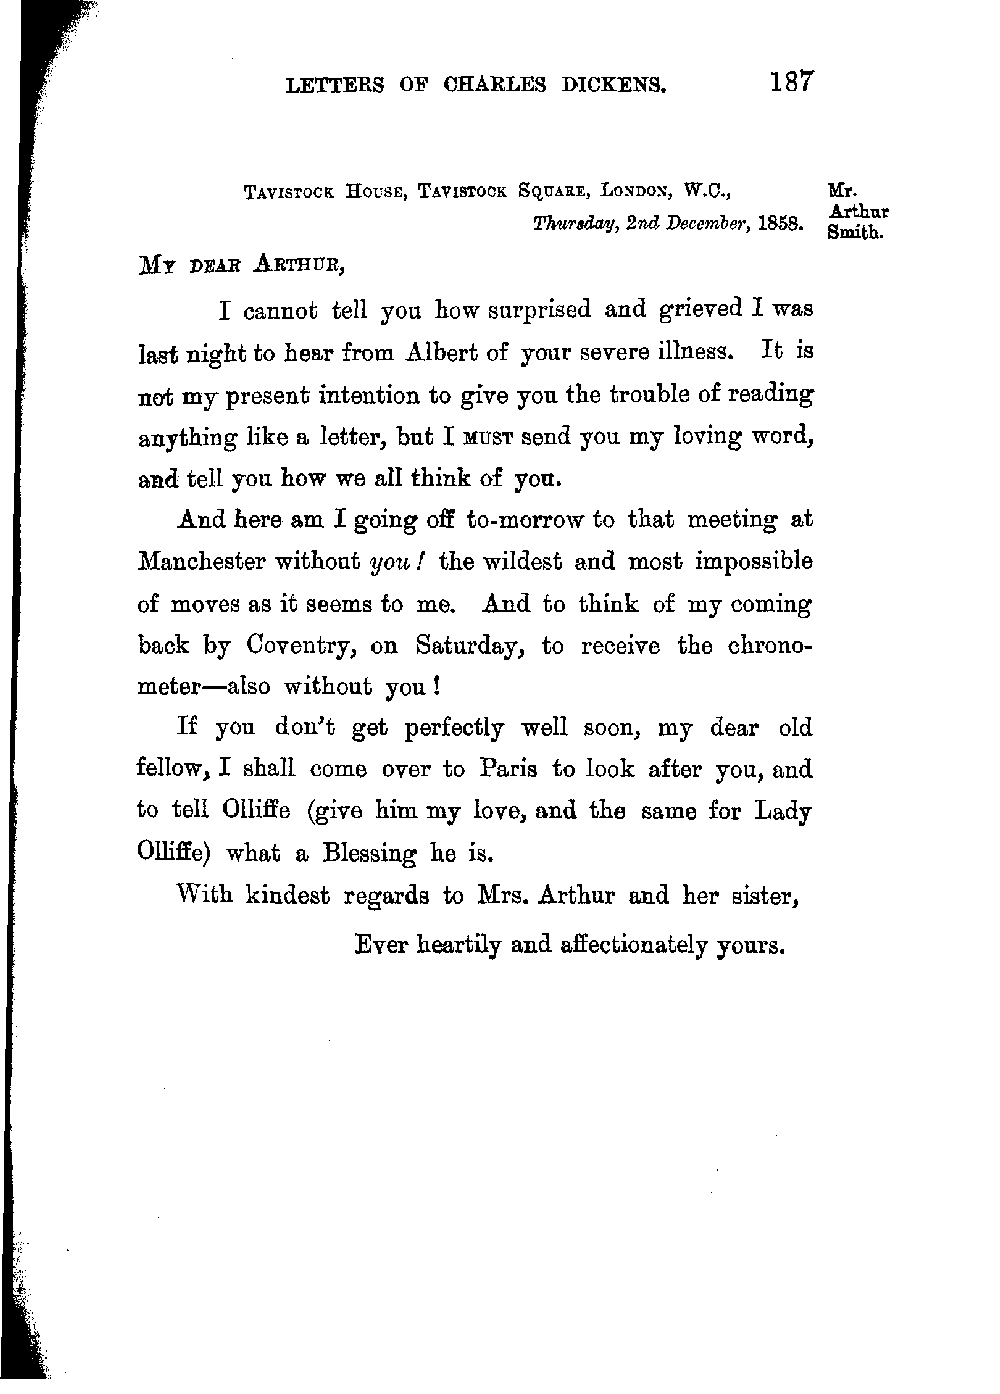 LETTERS OF CHARLES DICKENS. 187
TAVISTOCK HOUSE, TAVISTOCK SQUARE, LONDON, W.C.,
Thursday, 2nd December, 1858.
Mr.
Arthur
Smith.
MY DEAR ARTHUR,
I cannot tell you how surprised and grieved I was
last night to hear from Albert of your severe illness. It is
not my present intention to give you the trouble of reading
anything like a letter, but I MUST send you my loving word,
and tell you how we all think of you.
And here am I going off to-morrow to that meeting at
Manchester without you! the wildest and most impossible
of moves as it seems to me. And to think of my coming
back by Coventry, on Saturday, to receive the chrono-
meter—also without you!
If you don't get perfectly well soon, my dear old
fellow, I shall come over to Paris to look after you, and
to tell Olliffe (give him my love, and the same for Lady
Olliffe) what a Blessing he is.
With kindest regards to Mrs. Arthur and her sister,
Ever heartily and affectionately yours.